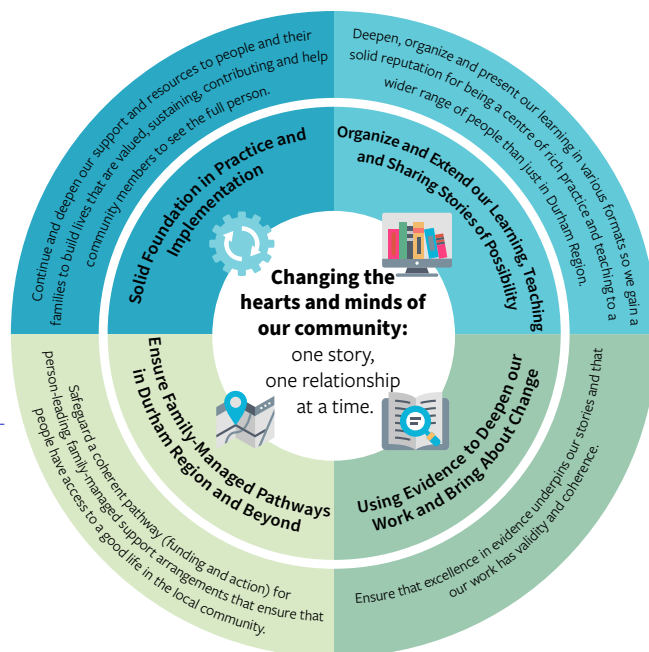 Continue and deepen our support and resources to people and their
families to build lives that are valued, sustaining, contributing and help
community members to see the full person.
Solid Foundation in Practice and
Implementation
Deepen, organize and present our learning in various formats so we gain a
solid reputation for being a centre of rich practice and teaching to a
wider range of people than just in Durham Region.
Organize and Extend our Learning, Teaching
and Sharing Stories of Possibility
Changing the
hearts and minds of
our community:
one story,
one relationship
at a time.
Ensure Family-Managed Pathways
in Durham Region and Beyond
Safeguard a coherent pathway (funding and action) for
person-leading, family-managed support arrangements that ensure that
people have access to a good life in the local community.
Using Evidence to Deepen our
Work and Bring About Change
Ensure that excellence in evidence underpins our stories and that
our work has validity and coherence.